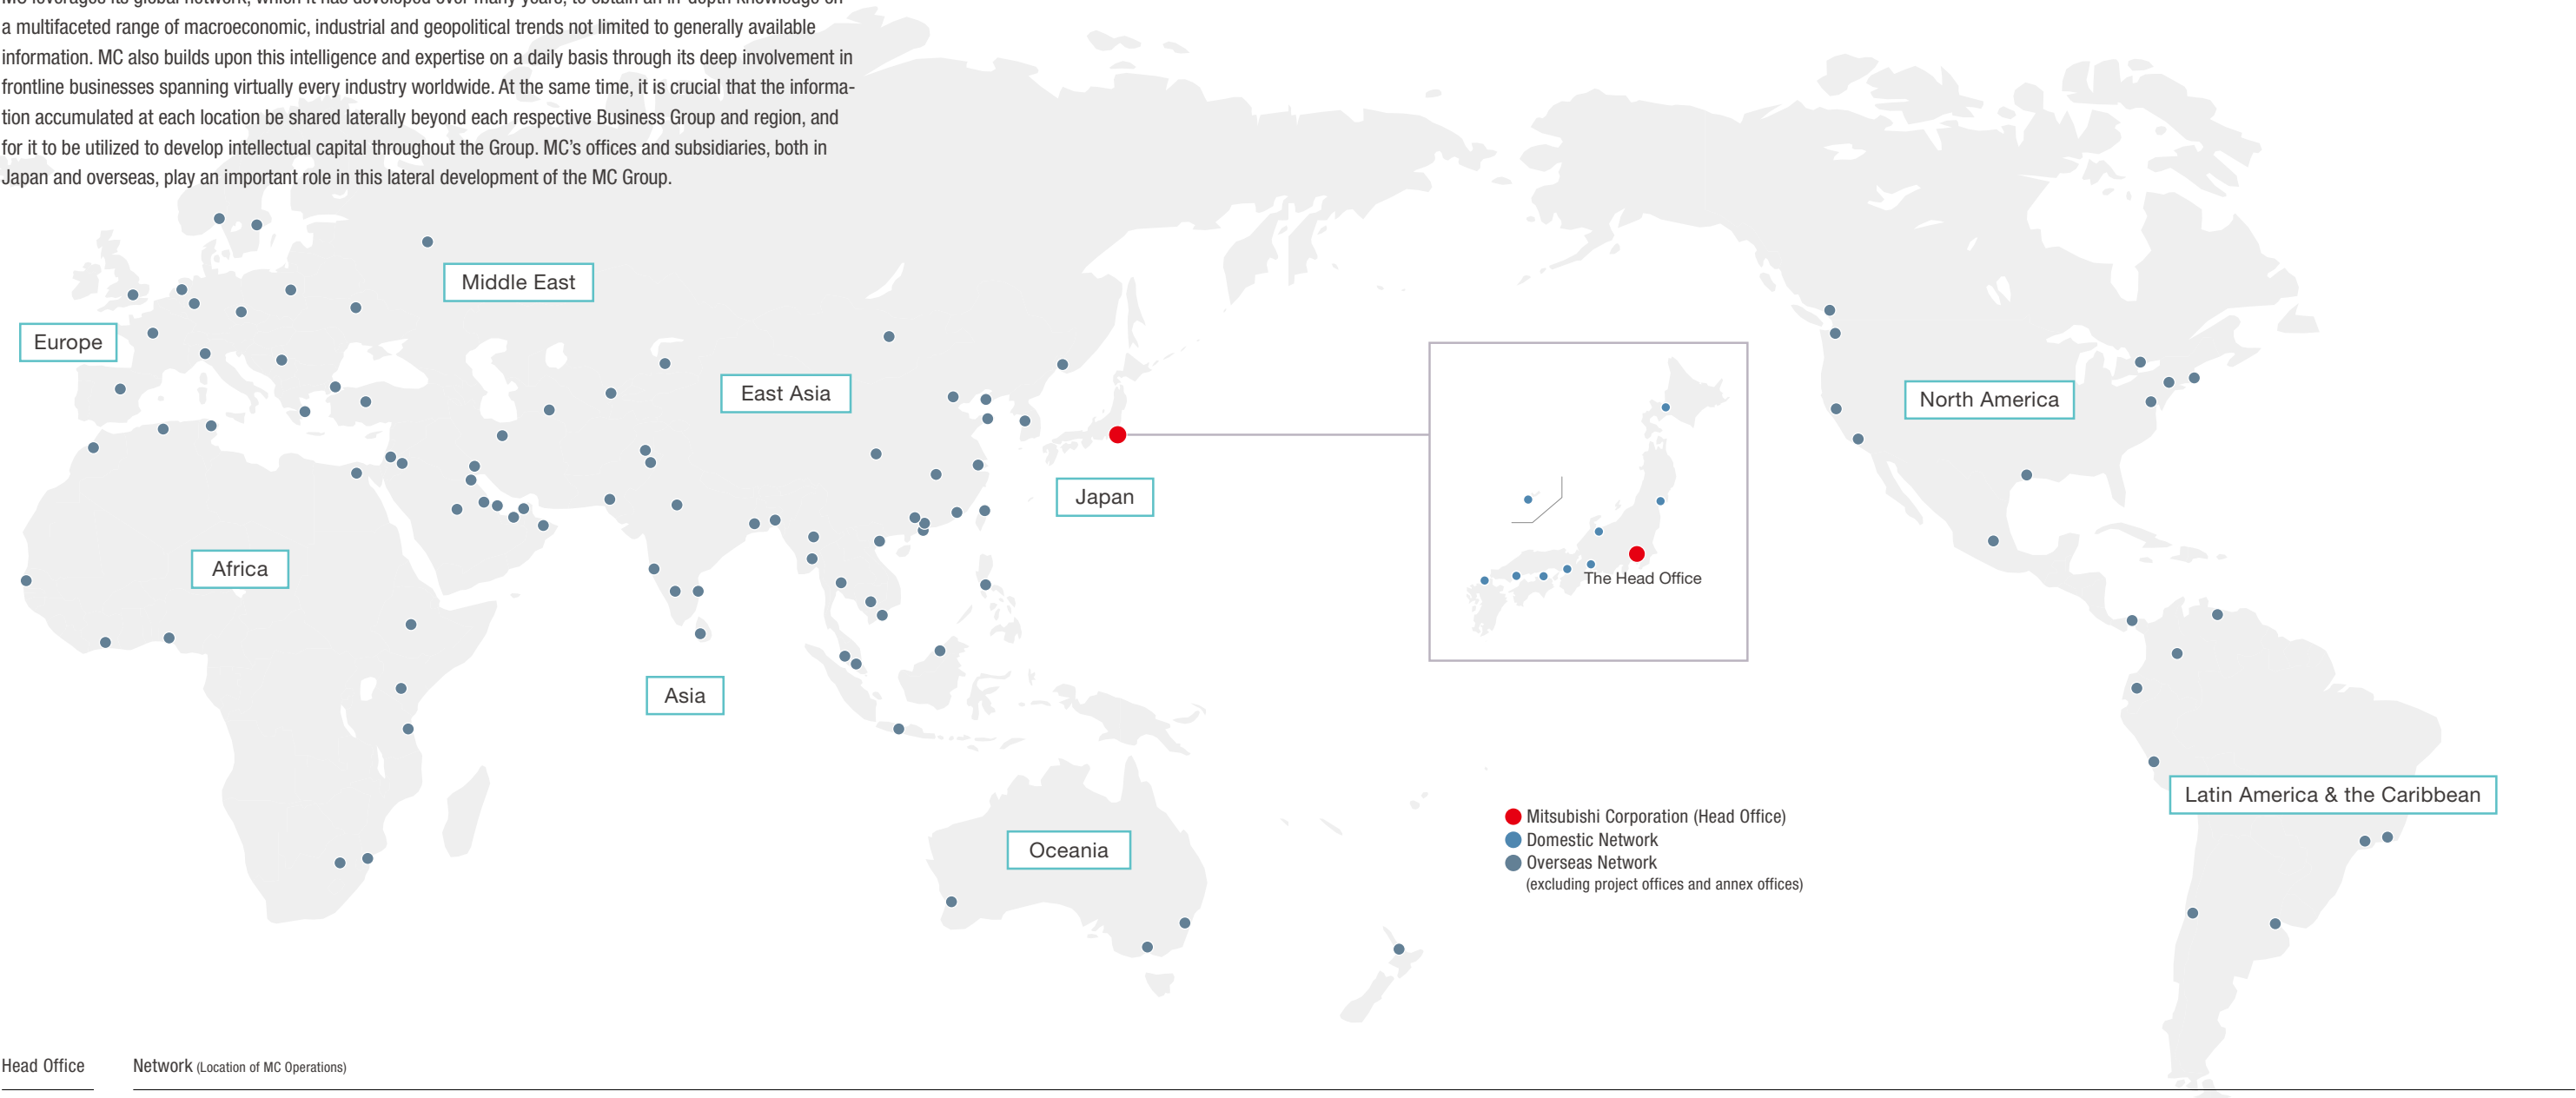 a multifaceted range of macroeconomic, industrial and geopolitical trends not limited to generally available
information. MC also builds upon this intelligence and expertise on a daily basis through its deep involvement in
frontline businesses spanning virtually every industry worldwide. At the same time, it is crucial that the informa-
tion accumulated at each location be shared laterally beyond each respective Business Group and region, and
for it to be utilized to develop intellectual capital throughout the Group. MC's offices and subsidiaries, both in
Japan and overseas, play an important role in this lateral development of the MC Group.
Middle East
Europe
East Asia
North America
Japan
Africa
The Head Office
Asia
Latin America & the Caribbean
Oceania
Mitsubishi Corporation (Head Office)
Domestic Network
Overseas Network
(excluding project offices and annex offices)
Head Office
Network (Location of MC Operations)